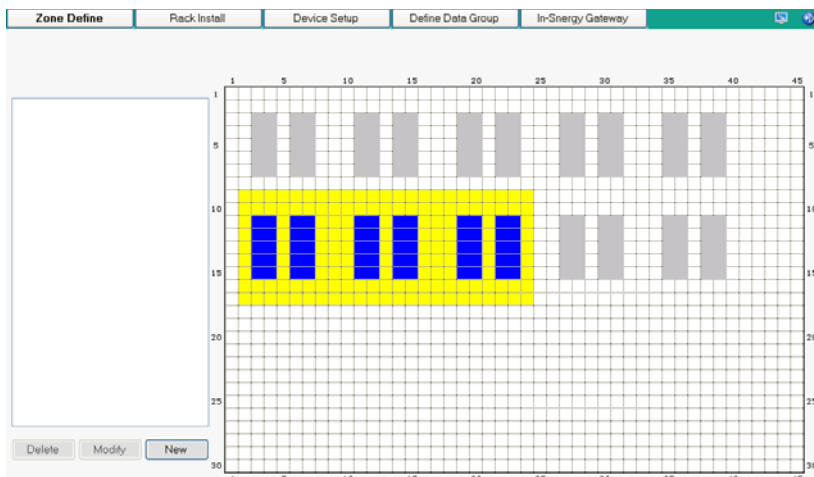 Zone Define Rack Install Device Setup Define Data Group In-Snergy Gateway
1 5 10 15 20 25 30 35 40 45
1 1
5 5
10 10
15 15
20 20
25 25
Delete Modify New
30 30